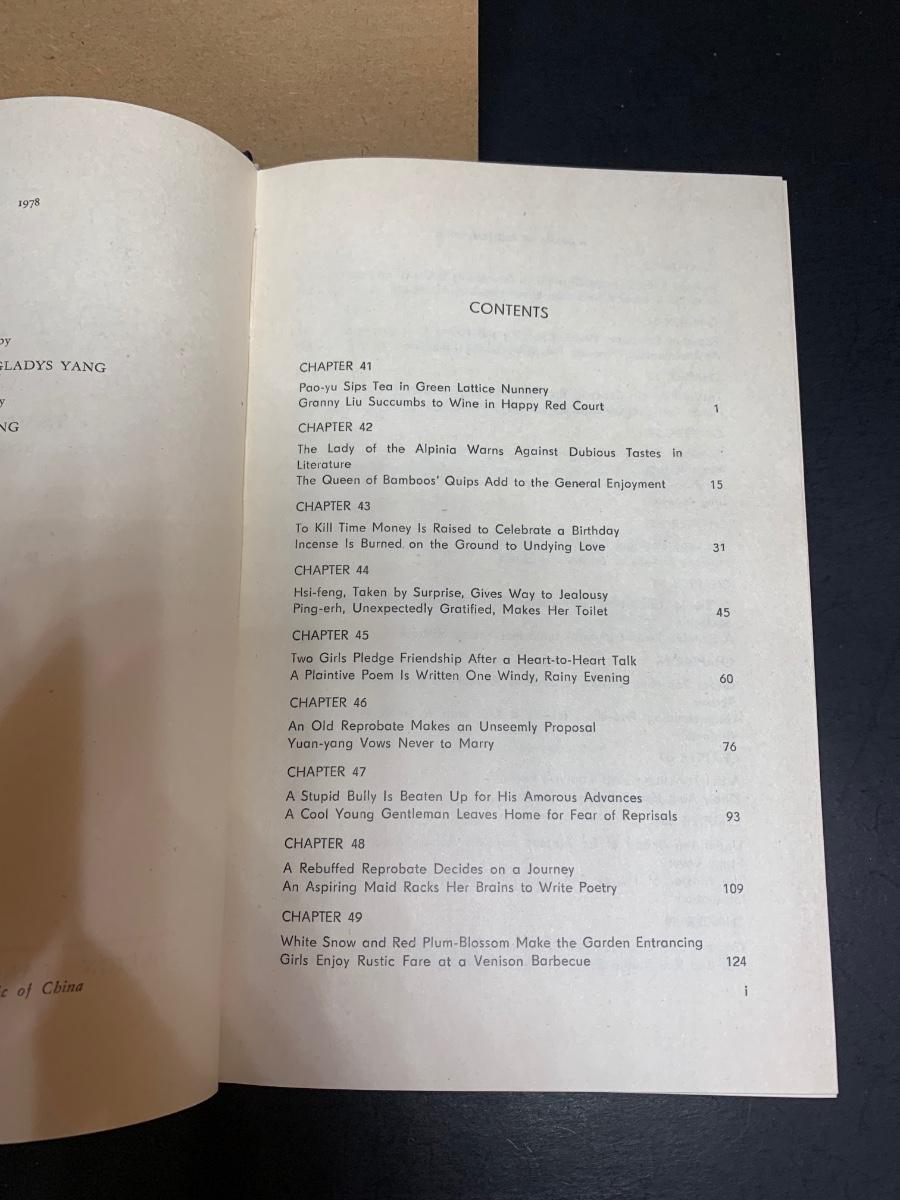 1978
by
GLADYS YANG
y
NG
ic of China
CONTENTS
CHAPTER 41
Pao-yu Sips Tea in Green Lattice Nunnery
Granny Liu Succumbs to Wine in Happy Red Court 1
CHAPTER 42
The Lady of the Alpinia Warns Against Dubious Tastes in
Literature
The Queen of Bamboos' Quips Add to the General Enjoyment 15
CHAPTER 43
To Kill Time Money Is Raised to Celebrate a Birthday
Incense Is Burned on the Ground to Undying Love 31
CHAPTER 44
Hsi-feng, Taken by Surprise, Gives Way to Jealousy
Ping-erh, Unexpectedly Gratified, Makes Her Toilet 45
CHAPTER 45
Two Girls Pledge Friendship After a Heart-to-Heart Talk
A Plaintive Poem Is Written One Windy, Rainy Evening 60
CHAPTER 46
An Old Reprobate Makes an Unseemly Proposal
Yuan-yang Vows Never to Marry 76
CHAPTER 47
A Stupid Bully Is Beaten Up for His Amorous Advances
A Cool Young Gentleman Leaves Home for Fear of Reprisals 93
CHAPTER 48
A Rebuffed Reprobate Decides on a Journey
An Aspiring Maid Racks Her Brains to Write Poetry 109
CHAPTER 49
White Snow and Red Plum-Blossom Make the Garden Entrancing
Girls Enjoy Rustic Fare at a Venison Barbecue 124
i